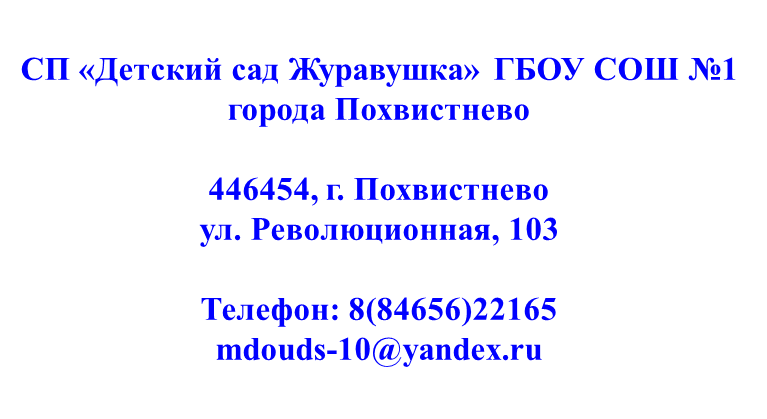 СП «Детский сад Журавушка» ГБОУ СОШ №1
города Похвистнево
446454, г. Похвистнево
ул. Революционная, 103
Телефон: 8(84656)22165
mdouds-10@yandex.ru